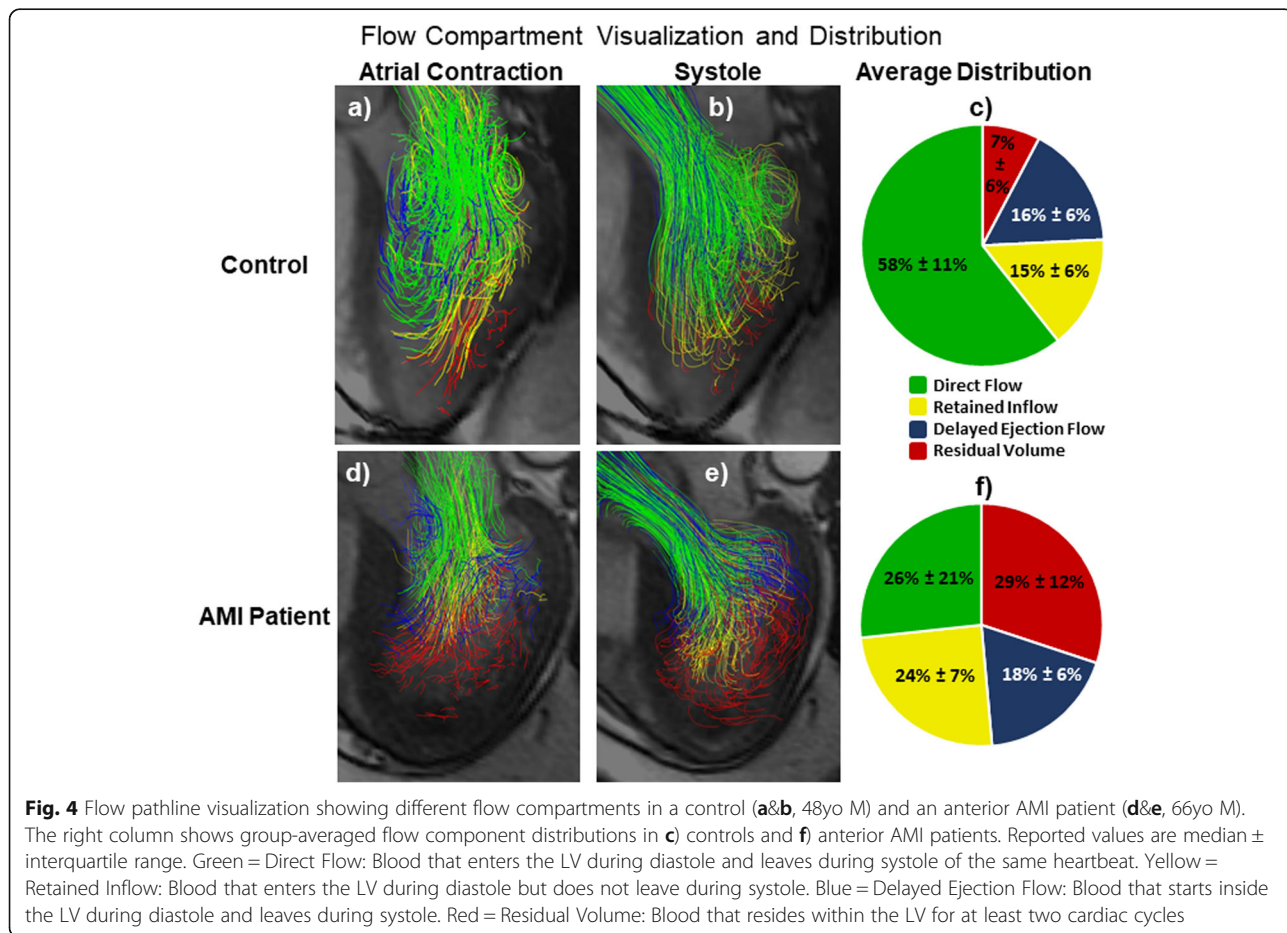 Flow Compartment Visualization and Distribution
Atrial Contraction
Systole
Average Distribution
a)
b)
c)
7%
±
6%
16% ± 6%
58% ± 11%
15% ± 6%
Control
Direct Flow
Retained Inflow
Delayed Ejection Flow
Residual Volume
d)
e)
f)
26% ± 21%
29% ± 12%
24% ± 7%
18% ± 6%
AMI Patient
Fig. 4 Flow pathline visualization showing different flow compartments in a control (a&b, 48yo M) and an anterior AMI patient (d&e, 66yo M).
The right column shows group-averaged flow component distributions in c) controls and f) anterior AMI patients. Reported values are median ±
interquartile range. Green = Direct Flow: Blood that enters the LV during diastole and leaves during systole of the same heartbeat. Yellow =
Retained Inflow: Blood that enters the LV during diastole but does not leave during systole. Blue = Delayed Ejection Flow: Blood that starts inside
the LV during diastole and leaves during systole. Red = Residual Volume: Blood that resides within the LV for at least two cardiac cycles